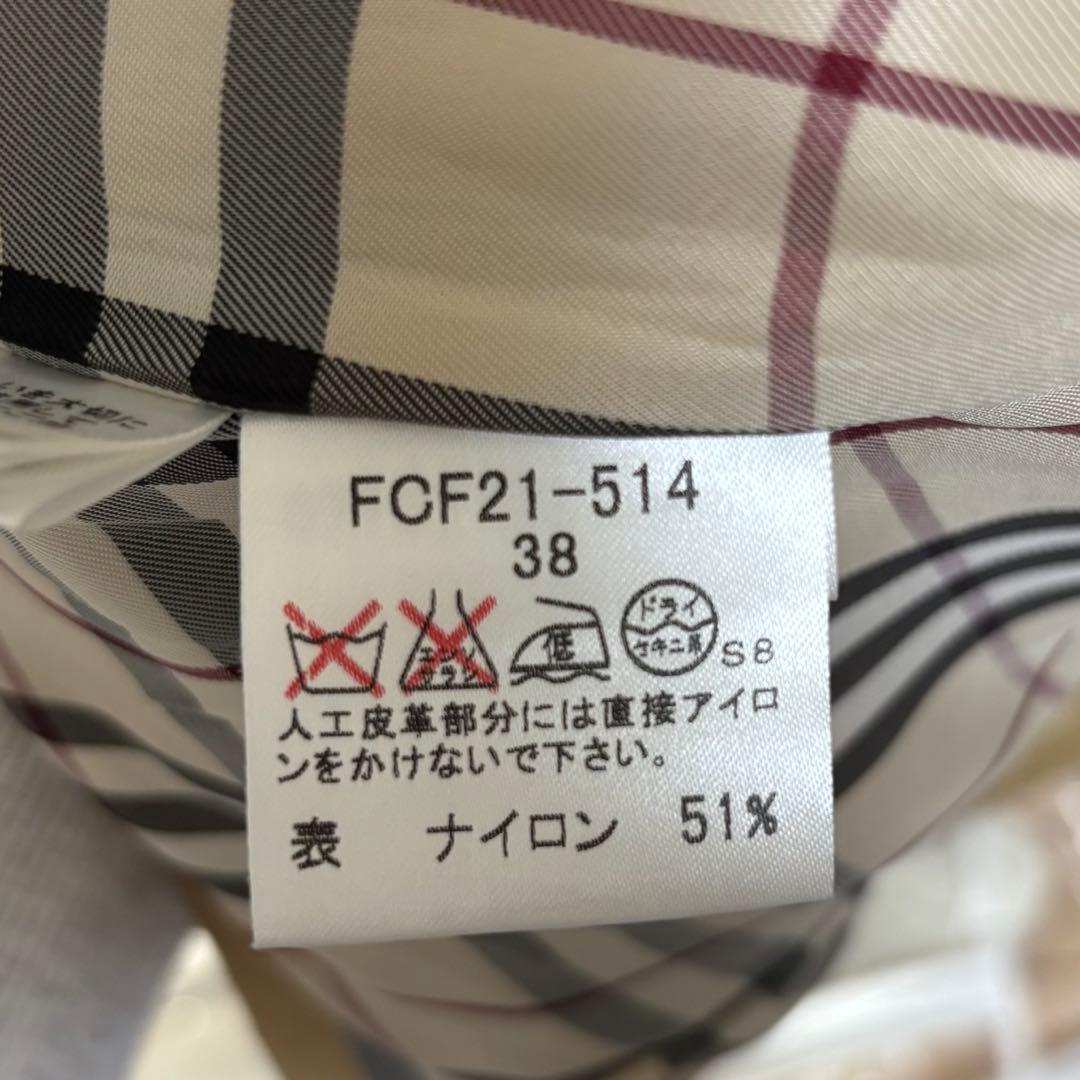 FCF21-514
38
エンソ
サラシ
低
ドライ
セキユ系
S8
人工皮革部分には直接アイロ
ンをかけないで下さい。
表 ナイロン 51%